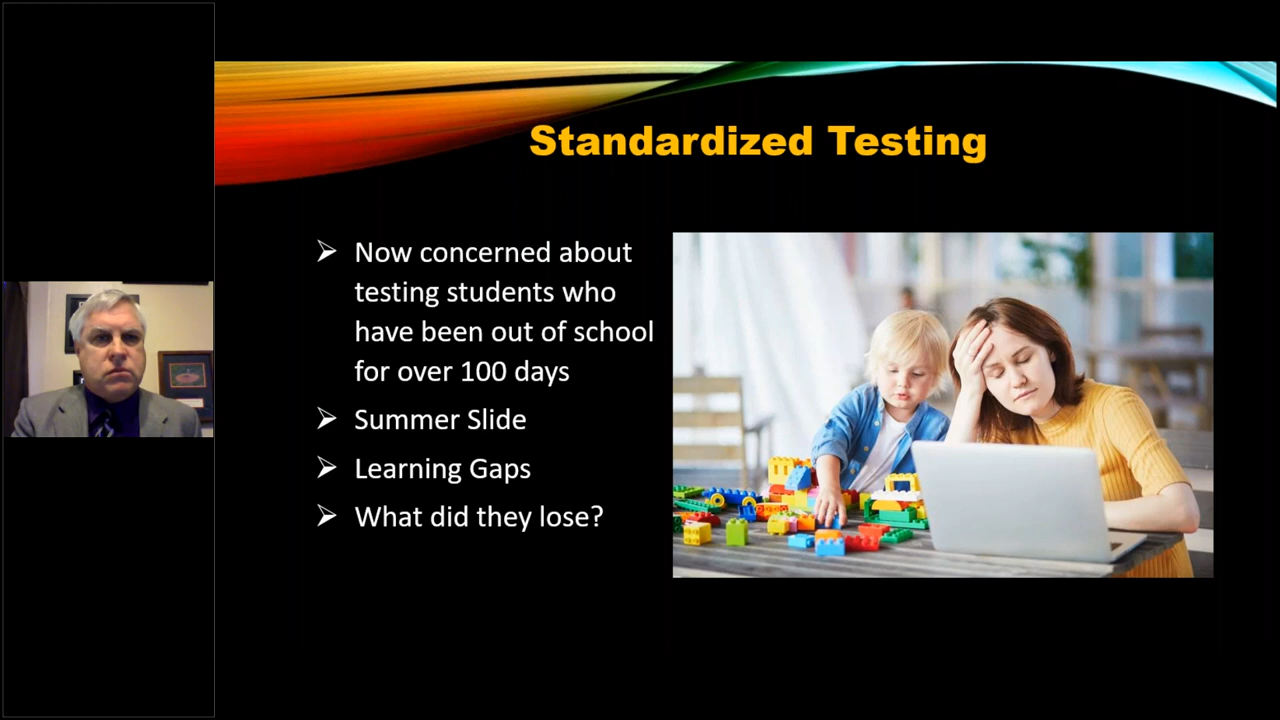 Standardized Testing
Now concerned about
testing students who
have been out of school
for over 100 days
Summer Slide
Learning Gaps
What did they lose?